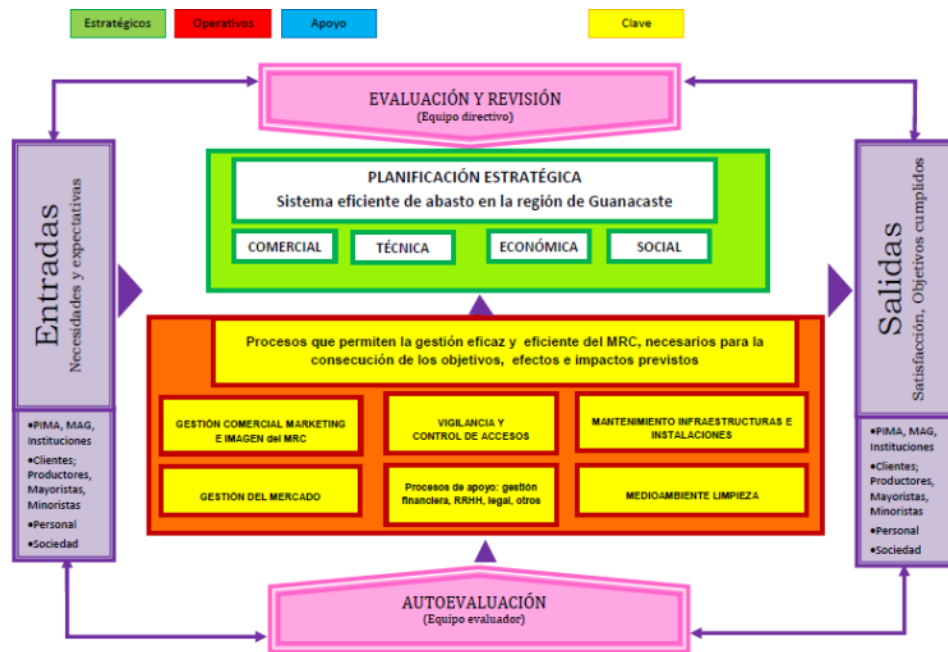 Estratégicos
Operativos
Apoyo
Clave
EVALUACIÓN Y REVISIÓN
(Equipo directivo)
Entradas
Necesidades y expectativas
•PIMA, MAG,
Instituciones
•Clientes;
Productores,
Mayoristas,
Minoristas
•Personal
•Sociedad
PLANIFICACIÓN ESTRATÉGICA
Sistema eficiente de abasto en la región de Guanacaste
COMERCIAL
TÉCNICA
ECONÓMICA
SOCIAL
Procesos que permiten la gestión eficaz y eficiente del MRC, necesarios para la
consecución de los objetivos, efectos e impactos previstos
GESTIÓN COMERCIAL MARKETING
E IMAGEN del MRC
VIGILANCIA Y
CONTROL DE ACCESOS
MANTENIMIENTO INFRAESTRUCTURAS E
INSTALACIONES
GESTIÓN DEL MERCADO
Procesos de apoyo: gestión
financiera, RRHH, legal, otros
MEDIOAMBIENTE LIMPIEZA
Salidas
Satisfacción, Objetivos cumplidos
•PIMA, MAG,
Instituciones
•Clientes;
Productores,
Mayoristas,
Minoristas
•Personal
•Sociedad
AUTOEVALUACIÓN
(Equipo evaluador)